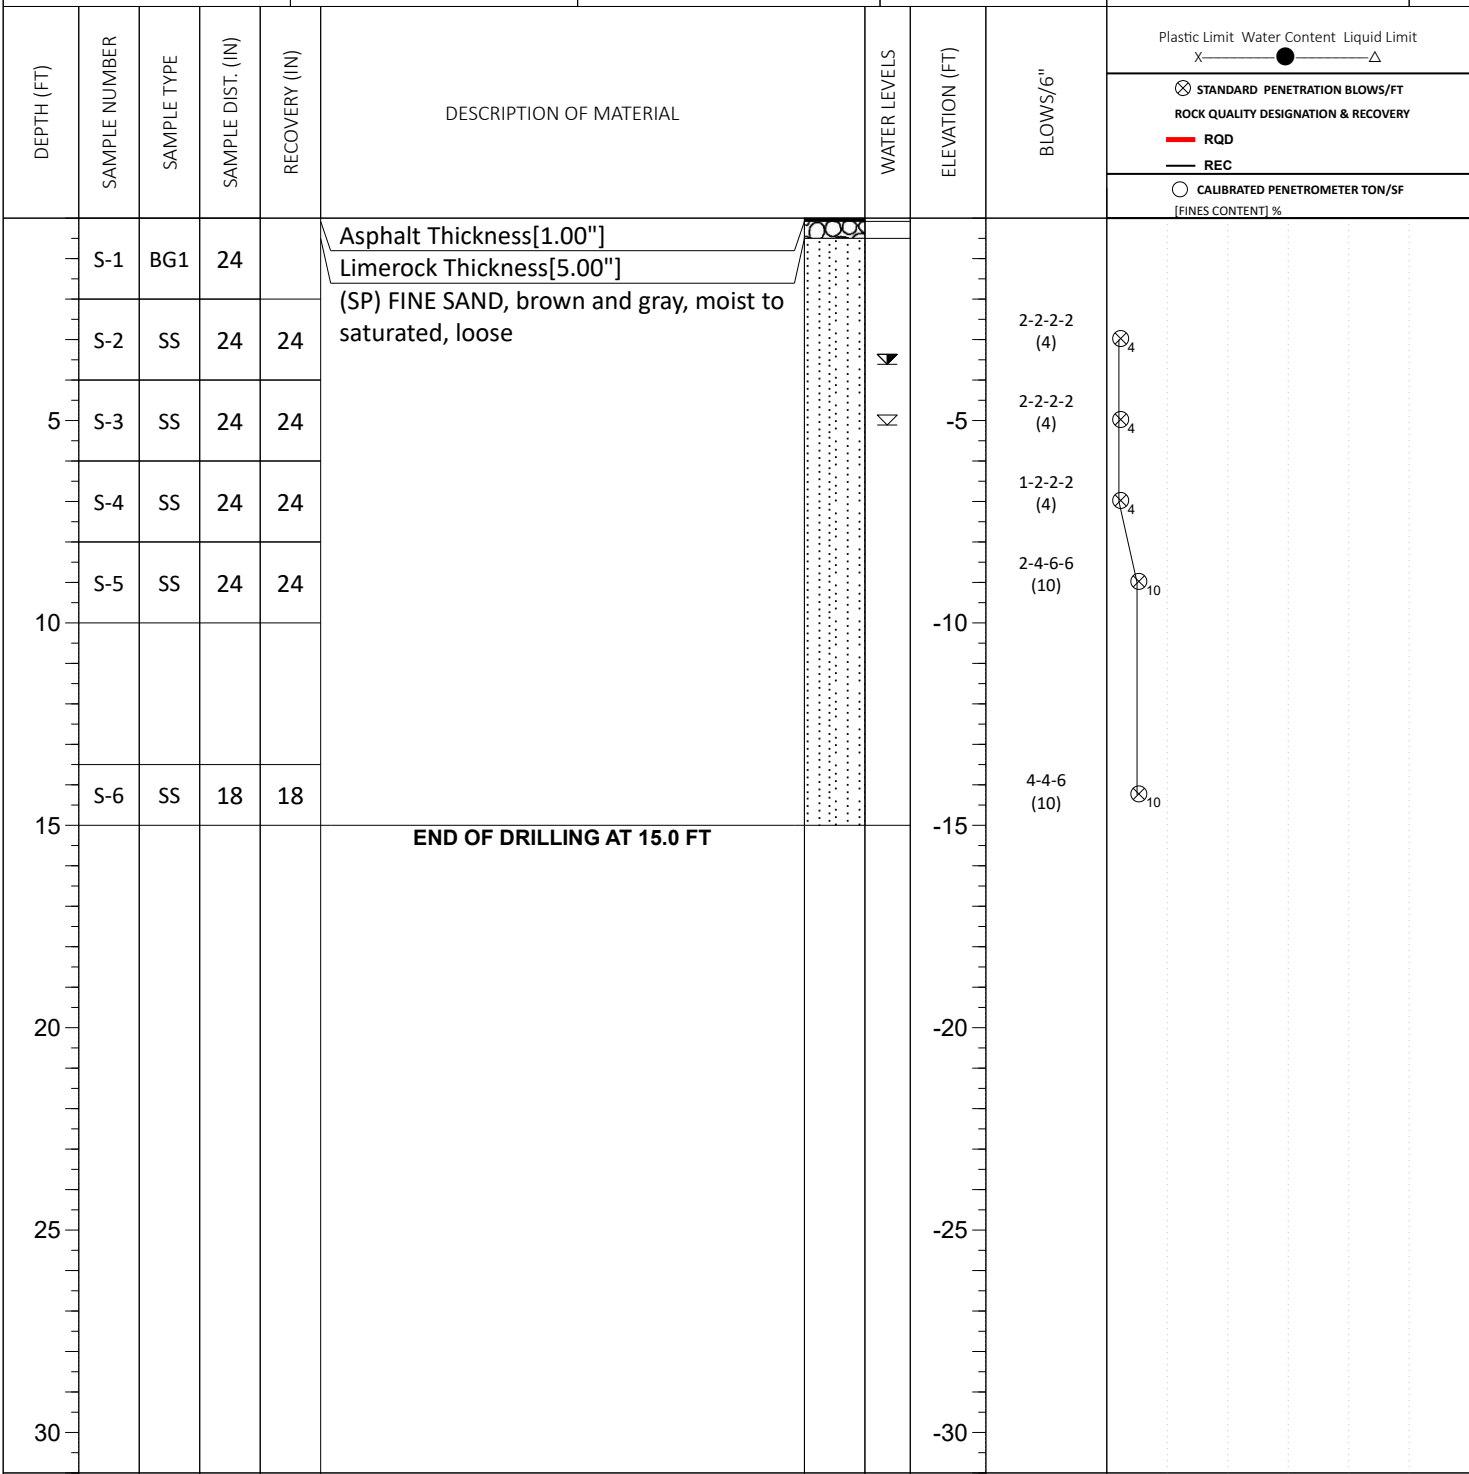 DEPTH (FT)
SAMPLE NUMBER
SAMPLE TYPE
SAMPLE DIST. (IN)
RECOVERY (IN)
DESCRIPTION OF MATERIAL
WATER LEVELS
ELEVATION (FT)
BLOWS/6"
Plastic Limit Water Content Liquid Limit
X
STANDARD PENETRATION BLOWS/FT
ROCK QUALITY DESIGNATION & RECOVERY
RQD
REC
CALIBRATED PENETROMETER TON/SF
[FINES CONTENT] %
Asphalt Thickness[1.00"]
S-1 BG1 24
Limerock Thickness[5.00"]
(SP) FINE SAND, brown and gray, moist to
saturated, loose
S-2 SS 24 24
2-2-2-2
(4)
4
5 S-3 SS 24 24 -5
2-2-2-2
(4)
4
S-4 SS 24 24
1-2-2-2
(4)
4
S-5 SS 24 24
2-4-6-6
(10)
10
10 -10
S-6 SS 18 18
4-4-6
(10)
10
15 -15
END OF DRILLING AT 15.0 FT
20 -20
25 -25
30 -30